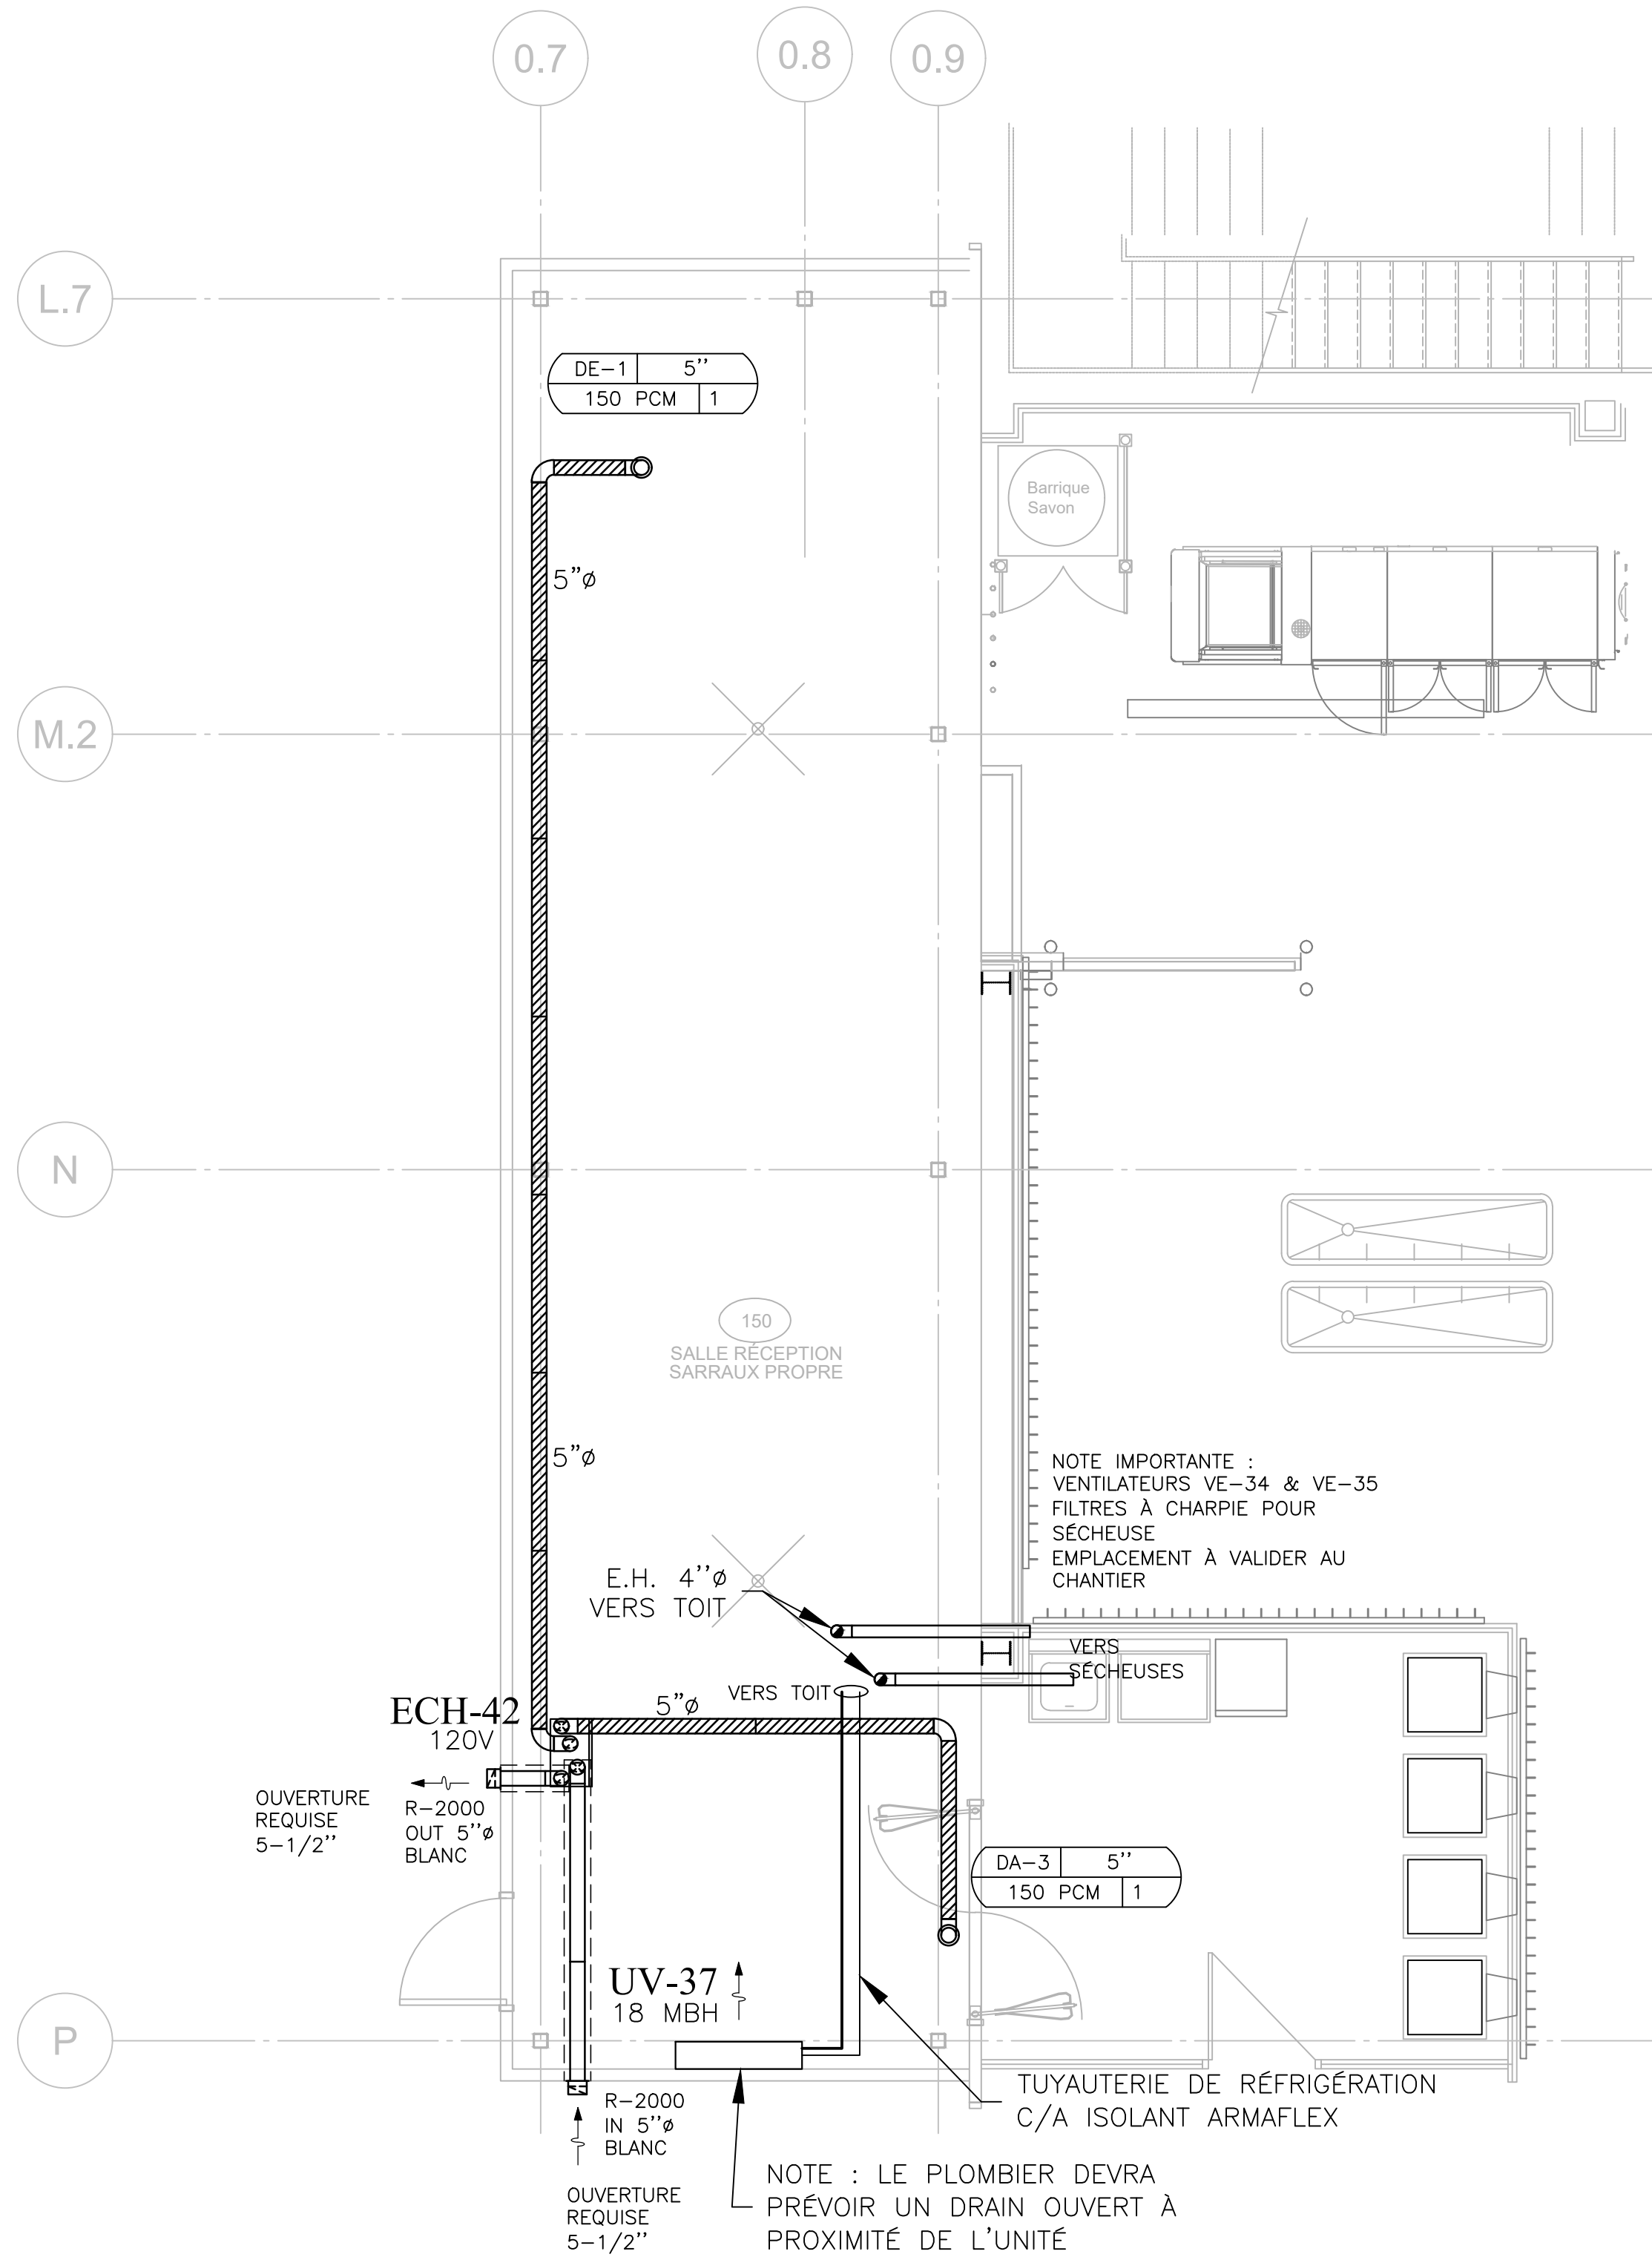 0.7
0.8
0.9
L.7
DE-1 5''
150 PCM 1
Barrique
Savon
5"ø
M.2
N
150
SALLE RÉCEPTION
SARRAUX PROPRE
5"ø
NOTE IMPORTANTE :
VENTILATEURS VE-34 & VE-35
FILTRES À CHARPIE POUR
SÉCHEUSE
EMPLACEMENT À VALIDER AU
CHANTIER
E.H. 4''ø
VERS TOIT
VERS
SÉCHEUSES
VERS TOIT
5"ø
ECH-42
120V
OUVERTURE
REQUISE
5-1/2''
R-2000
OUT 5''ø
BLANC
DA-3 5''
150 PCM 1
UV-37
18 MBH
P
TUYAUTERIE DE RÉFRIGÉRATION
C/A ISOLANT ARMAFLEX
R-2000
IN 5''ø
BLANC
OUVERTURE
REQUISE
5-1/2''
NOTE : LE PLOMBIER DEVRA
PRÉVOIR UN DRAIN OUVERT À
PROXIMITÉ DE L'UNITÉ